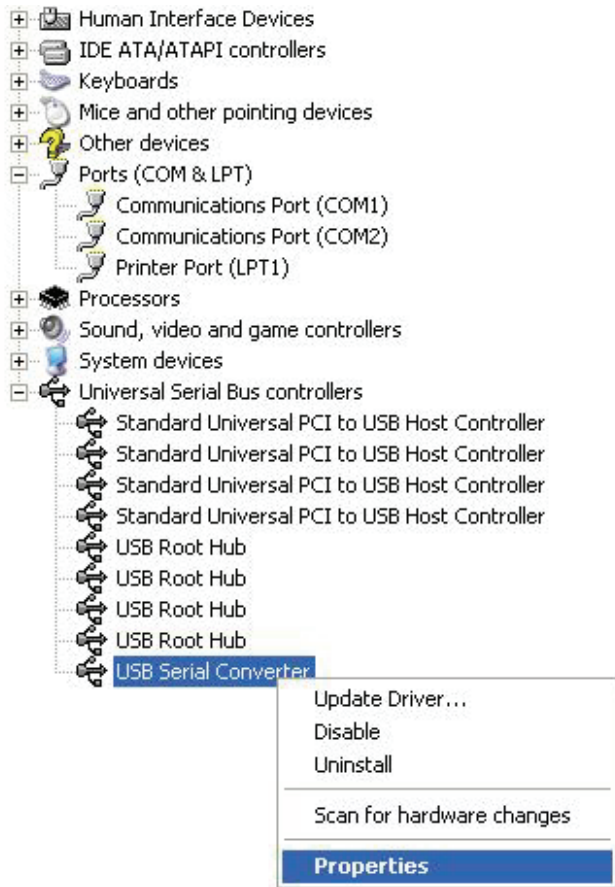 Human Interface Devices
IDE ATA/ATAPI controllers
Keyboards
Mice and other pointing devices
Other devices
Ports (COM & LPT)
Communications Port (COM1)
Communications Port (COM2)
Printer Port (LPT1)
Processors
Sound, video and game controllers
System devices
Universal Serial Bus controllers
Standard Universal PCI to USB Host Controller
Standard Universal PCI to USB Host Controller
Standard Universal PCI to USB Host Controller
Standard Universal PCI to USB Host Controller
USB Root Hub
USB Root Hub
USB Root Hub
USB Root Hub
USB Serial Converter
Update Driver...
Disable
Uninstall
Scan for hardware changes
Properties